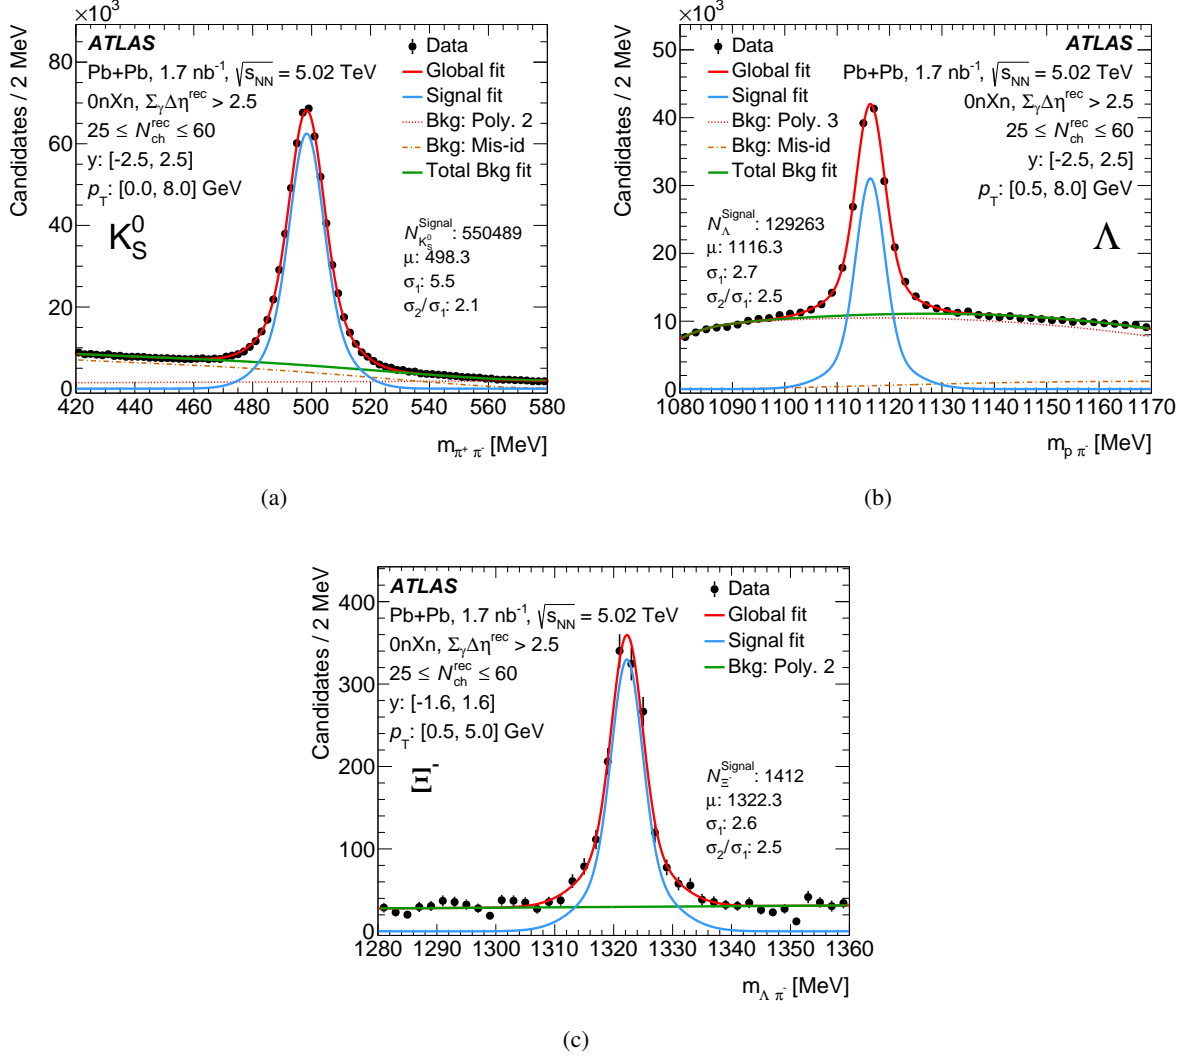 ×10³
ATLAS
Pb+Pb, 1.7 nb⁻¹, √s_NN = 5.02 TeV
0nXn, Σ_γΔη^rec > 2.5
25 ≤ N_ch^rec ≤ 60
y: [-2.5, 2.5]
p_T: [0.0, 8.0] GeV
K_S^0
Data
Global fit
Signal fit
Bkg: Poly. 2
Bkg: Mis-id
Total Bkg fit
N_{K_S^0}^Signal: 550489
μ: 498.3
σ₁: 5.5
σ₂/σ₁: 2.1
Candidates / 2 MeV
80
60
40
20
0
420 440 460 480 500 520 540 560 580
m_{π⁺ π⁻} [MeV]
(a)
×10³
ATLAS
Pb+Pb, 1.7 nb⁻¹, √s_NN = 5.02 TeV
0nXn, Σ_γΔη^rec > 2.5
25 ≤ N_ch^rec ≤ 60
y: [-2.5, 2.5]
p_T: [0.5, 8.0] GeV
Λ
Data
Global fit
Signal fit
Bkg: Poly. 3
Bkg: Mis-id
Total Bkg fit
N_Λ^Signal: 129263
μ: 1116.3
σ₁: 2.7
σ₂/σ₁: 2.5
Candidates / 2 MeV
50
40
30
20
10
0
1080 1090 1100 1110 1120 1130 1140 1150 1160 1170
m_{p π⁻} [MeV]
(b)
ATLAS
Pb+Pb, 1.7 nb⁻¹, √s_NN = 5.02 TeV
0nXn, Σ_γΔη^rec > 2.5
25 ≤ N_ch^rec ≤ 60
y: [-1.6, 1.6]
p_T: [0.5, 5.0] GeV
Ξ⁻
Data
Global fit
Signal fit
Bkg: Poly. 2
N_{Ξ⁻}^Signal: 1412
μ: 1322.3
σ₁: 2.6
σ₂/σ₁: 2.5
Candidates / 2 MeV
400
300
200
100
0
1280 1290 1300 1310 1320 1330 1340 1350 1360
m_{Λ π⁻} [MeV]
(c)